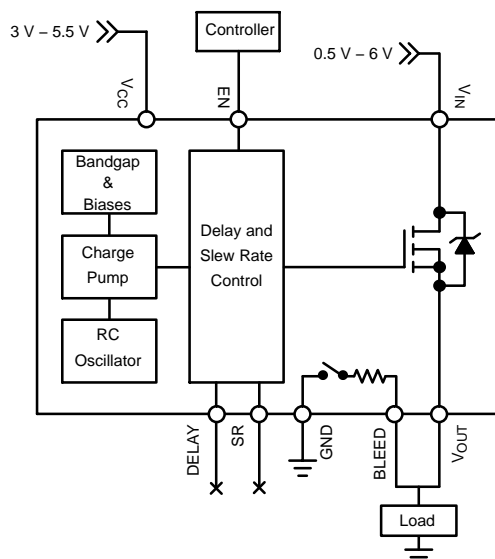 3 V – 5.5 V
Controller
0.5 V – 6 V
VCC
EN
VIN
Bandgap
&
Biases
Charge
Pump
RC
Oscillator
Delay and
Slew Rate
Control
DELAY
SR
GND
BLEED
VOUT
Load